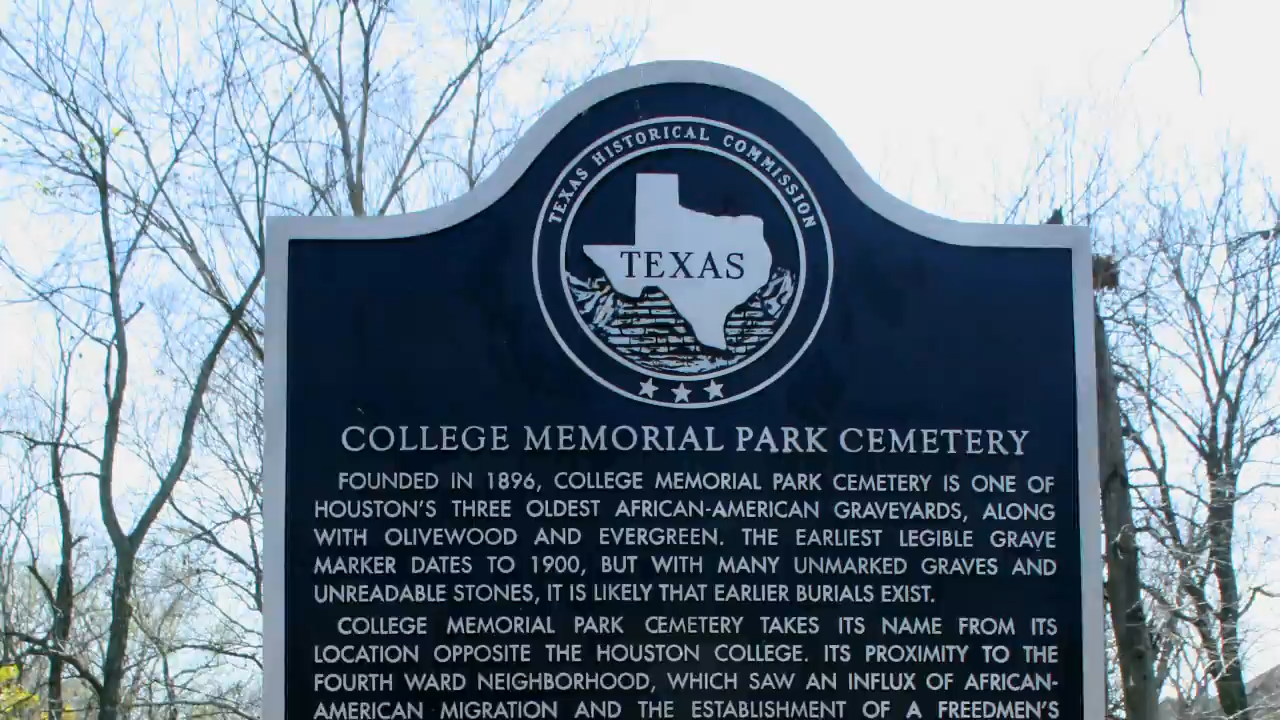 TEXAS HISTORICAL COMMISSION
TEXAS
COLLEGE MEMORIAL PARK CEMETERY
FOUNDED IN 1896, COLLEGE MEMORIAL PARK CEMETERY IS ONE OF
HOUSTON'S THREE OLDEST AFRICAN-AMERICAN GRAVEYARDS, ALONG
WITH OLIVEWOOD AND EVERGREEN. THE EARLIEST LEGIBLE GRAVE
MARKER DATES TO 1900, BUT WITH MANY UNMARKED GRAVES AND
UNREADABLE STONES, IT IS LIKELY THAT EARLIER BURIALS EXIST.
COLLEGE MEMORIAL PARK CEMETERY TAKES ITS NAME FROM ITS
LOCATION OPPOSITE THE HOUSTON COLLEGE. ITS PROXIMITY TO THE
FOURTH WARD NEIGHBORHOOD, WHICH SAW AN INFLUX OF AFRICAN-
AMERICAN MIGRATION AND THE ESTABLISHMENT OF A FREEDMEN'S